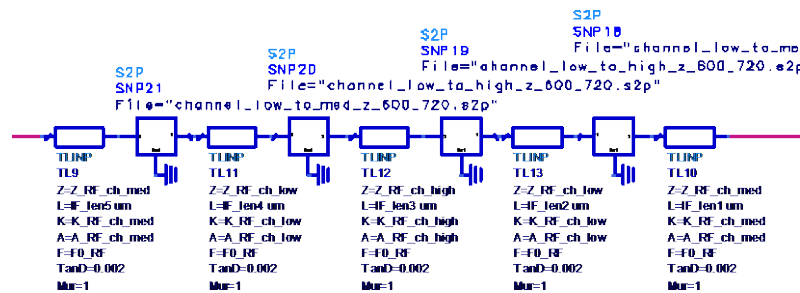 S2P
SNP18
File="channel_low_to_me
S2P
SNP19
File="channel_low_to_high_z_600_720.s2p
S2P
SNP20
File="channel_low_to_high_z_600_720.s2p"
S2P
SNP21
File="channel_low_to_med_z_600_720.s2p"
TLINP
TL9
Z=Z_RF_ch_med
L=IF_len5 um
K=K_RF_ch_med
A=A_RF_ch_med
F=F0_RF
TanD=0.002
Mur=1
TLINP
TL11
Z=Z_RF_ch_low
L=IF_len4 um
K=K_RF_ch_low
A=A_RF_ch_low
F=F0_RF
TanD=0.002
Mur=1
TLINP
TL12
Z=Z_RF_ch_high
L=IF_len3 um
K=K_RF_ch_high
A=A_RF_ch_high
F=F0_RF
TanD=0.002
Mur=1
TLINP
TL13
Z=Z_RF_ch_low
L=IF_len2 um
K=K_RF_ch_low
A=A_RF_ch_low
F=F0_RF
TanD=0.002
Mur=1
TLINP
TL10
Z=Z_RF_ch_med
L=IF_len1 um
K=K_RF_ch_med
A=A_RF_ch_med
F=F0_RF
TanD=0.002
Mur=1